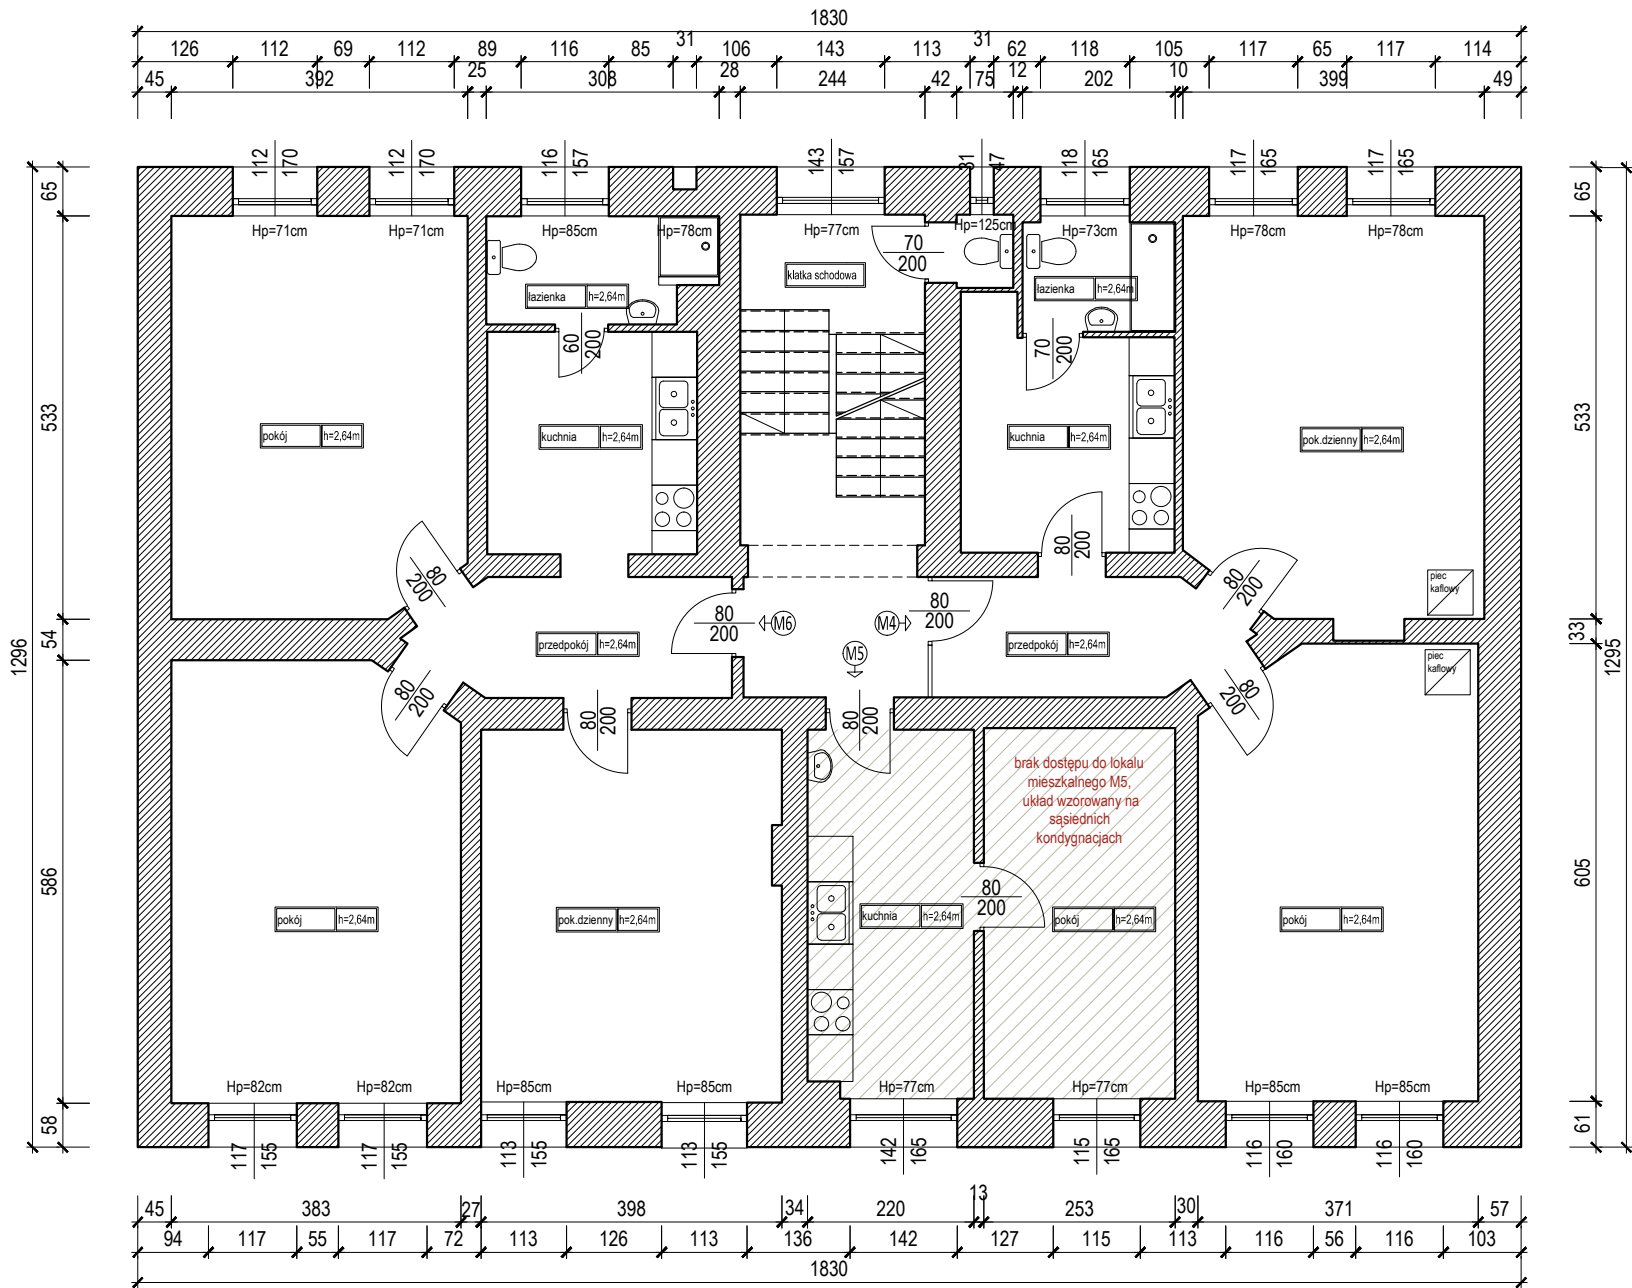 1830
126 112 69 112 89 116 85 31 106 143 113 31 62 118 105 117 65 117 114
45 392 25 308 28 244 42 75 12 202 10 399 49
112 170
112 170
116 157
143 157
31 47
118 165
117 165
117 165
Hp=71cm
Hp=71cm
Hp=85cm
Hp=78cm
Hp=77cm
Hp=125cm
Hp=73cm
Hp=78cm
Hp=78cm
65
533
54
586
58
1296
65
533
33
605
61
1295
70
200
klatka schodowa
łazienka h=2,64m
łazienka h=2,64m
60
200
70
200
pokój h=2,64m
kuchnia h=2,64m
kuchnia h=2,64m
pok.dzienny h=2,64m
80
200
80
200
80
200
piec
kaflowy
80
200
M6
M4
80
200
przedpokój h=2,64m
M5
przedpokój h=2,64m
piec
kaflowy
80
200
80
200
80
200
80
200
brak dostępu do lokalu
mieszkalnego M5,
układ wzorowany na
sąsiednich
kondygnacjach
80
200
pokój h=2,64m
pok.dzienny h=2,64m
kuchnia h=2,64m
pokój h=2,64m
pokój h=2,64m
Hp=82cm
Hp=82cm
Hp=85cm
Hp=85cm
Hp=77cm
Hp=77cm
Hp=85cm
Hp=85cm
117 155
117 155
113 155
113 155
142 165
115 165
116 160
116 160
45 383 27 398 34 220 13 253 30 371 57
94 117 55 117 72 113 126 113 136 142 127 115 113 116 56 116 103
1830